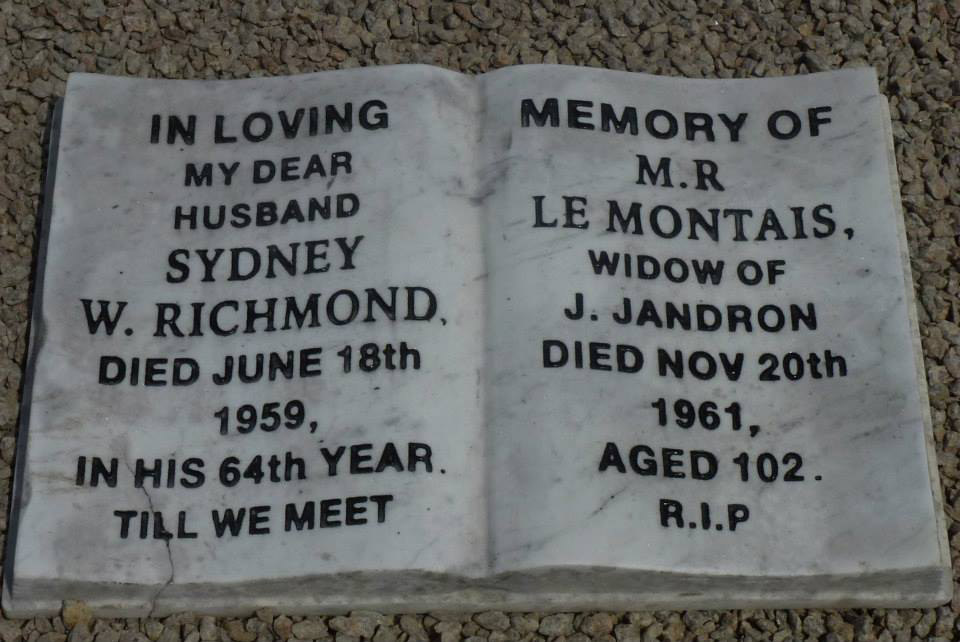 IN LOVING
MY DEAR
HUSBAND
SYDNEY
W. RICHMOND.
DIED JUNE 18th
1959,
IN HIS 64th YEAR.
TILL WE MEET
MEMORY OF
M.R
LE MONTAIS,
WIDOW OF
J. JANDRON
DIED NOV 20th
1961,
AGED 102.
R.I.P